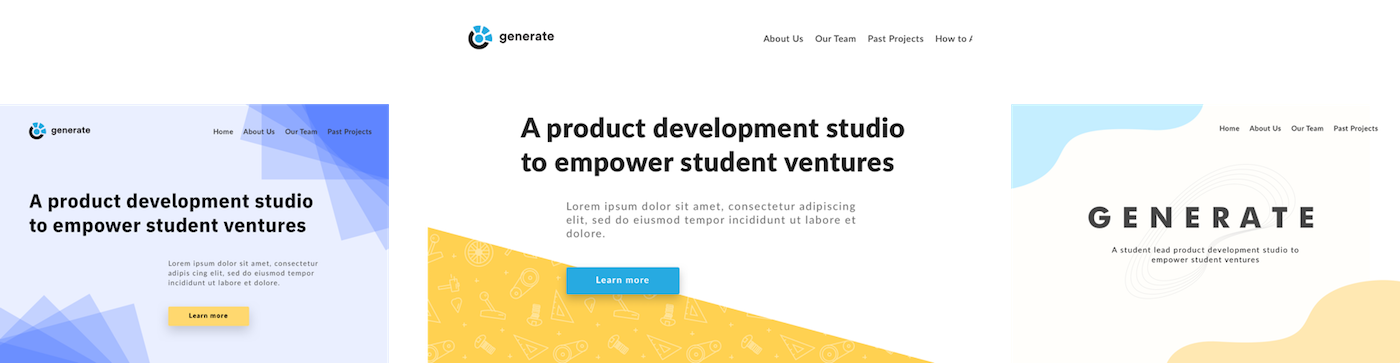 generate
Home About Us Our Team Past Projects
A product development studio
to empower student ventures
Lorem ipsum dolor sit amet, consectetur
adipis cing elit, sed do eiusmod tempor
incididunt ut labore et dolore.
Learn more
generate
About Us Our Team Past Projects How to
A product development studio
to empower student ventures
Lorem ipsum dolor sit amet, consectetur adipiscing
elit, sed do eiusmod tempor incididunt ut labore et
dolore.
Learn more
Home About Us Our Team Past Projects
GENERATE
A student lead product development studio to
empower student ventures